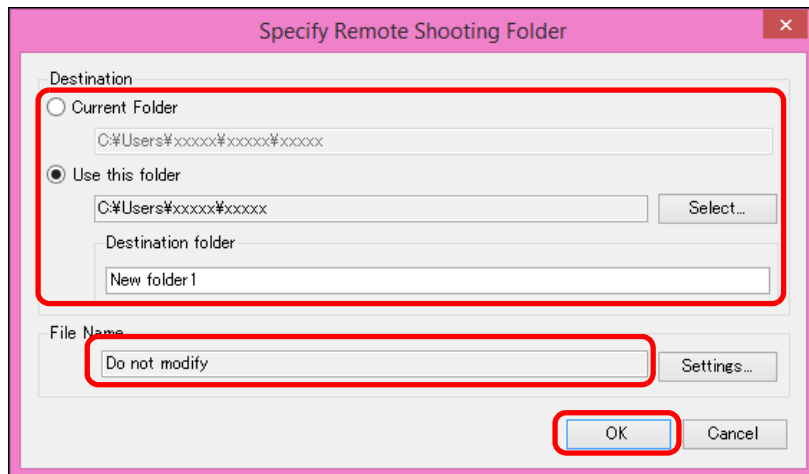 Specify Remote Shooting Folder
Destination
Current Folder
C:¥Users¥xxxxx¥xxxxx¥xxxxx
Use this folder
C:¥Users¥xxxxx¥xxxxx
Select...
Destination folder
New folder1
File Name
Do not modify
Settings...
OK
Cancel